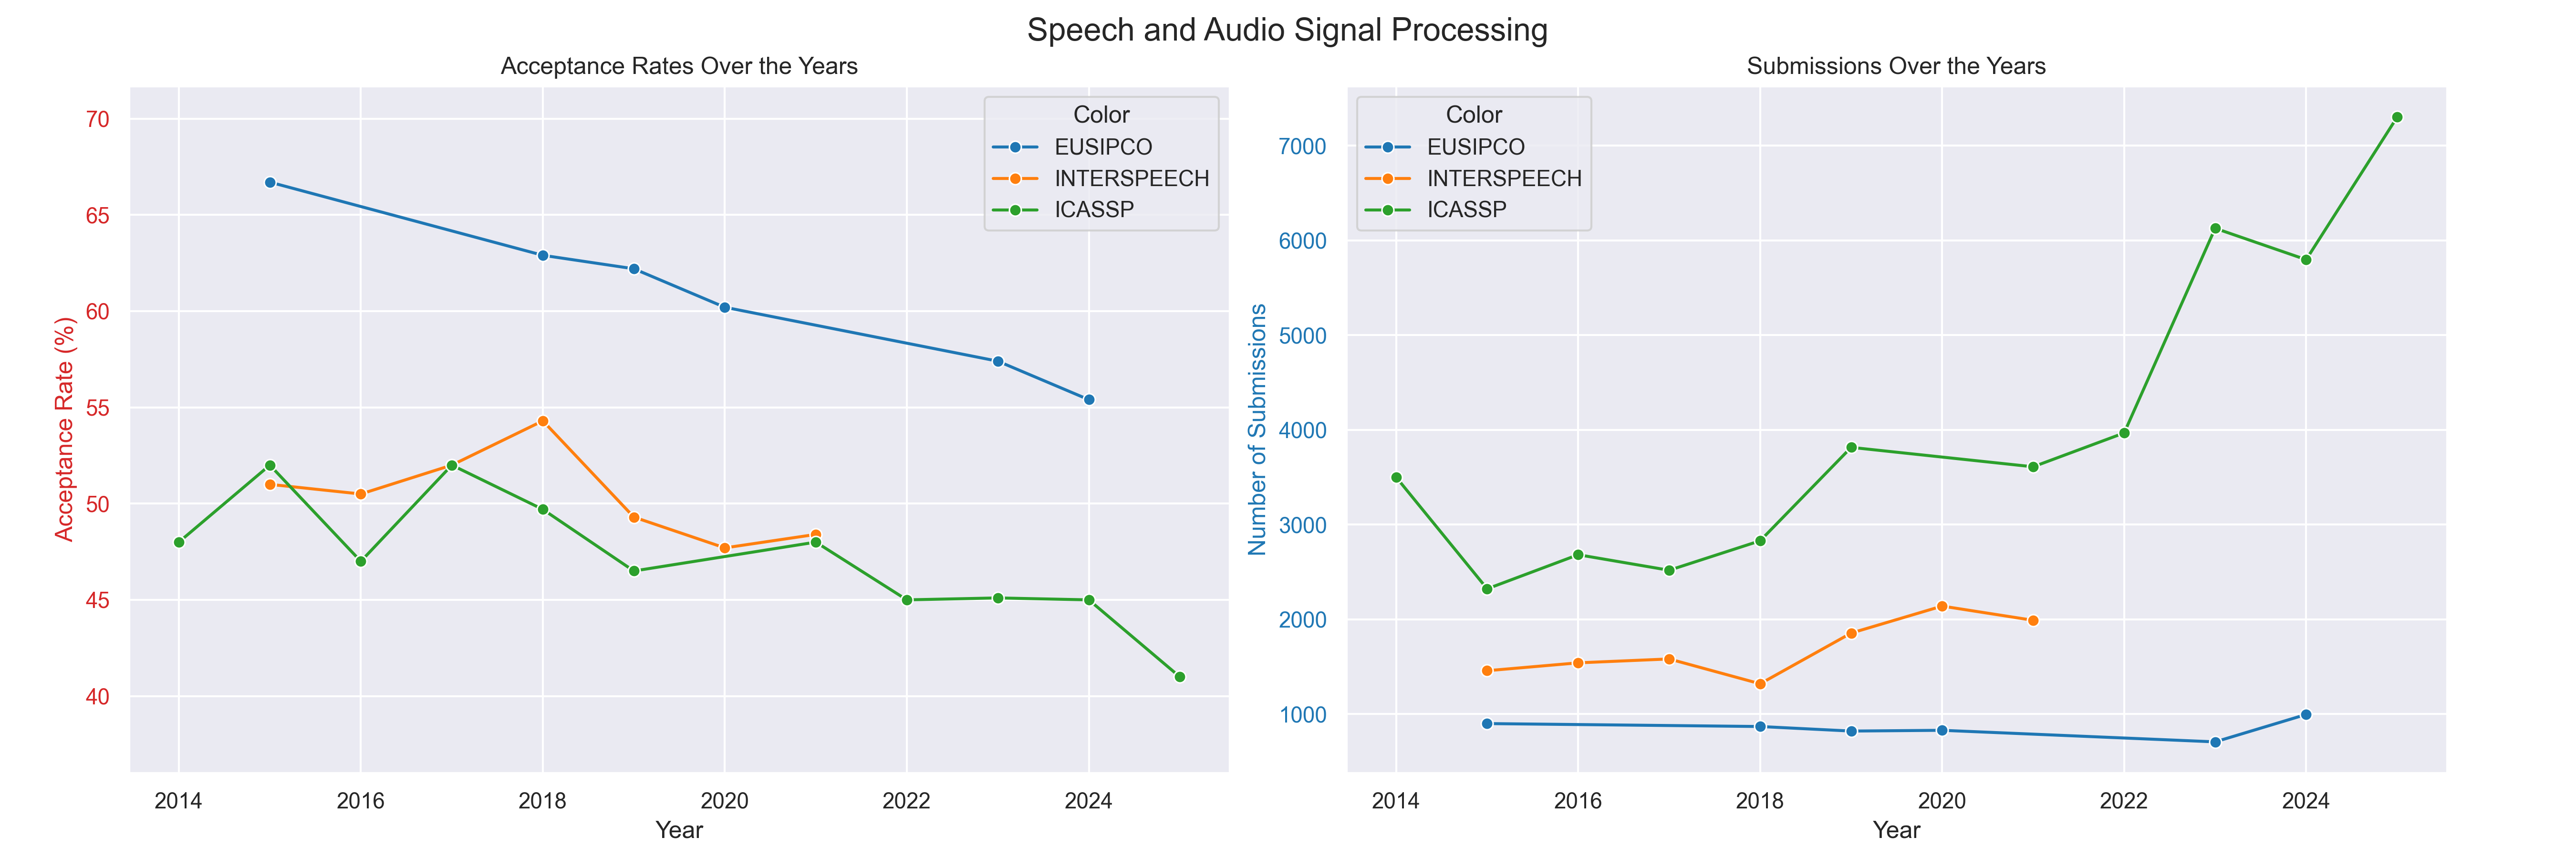 Speech and Audio Signal Processing
Acceptance Rates Over the Years
Color
EUSIPCO
INTERSPEECH
ICASSP
Acceptance Rate (%)
70
65
60
55
50
45
40
2014 2016 2018 2020 2022 2024
Year
Submissions Over the Years
Color
EUSIPCO
INTERSPEECH
ICASSP
Number of Submissions
7000
6000
5000
4000
3000
2000
1000
2014 2016 2018 2020 2022 2024
Year